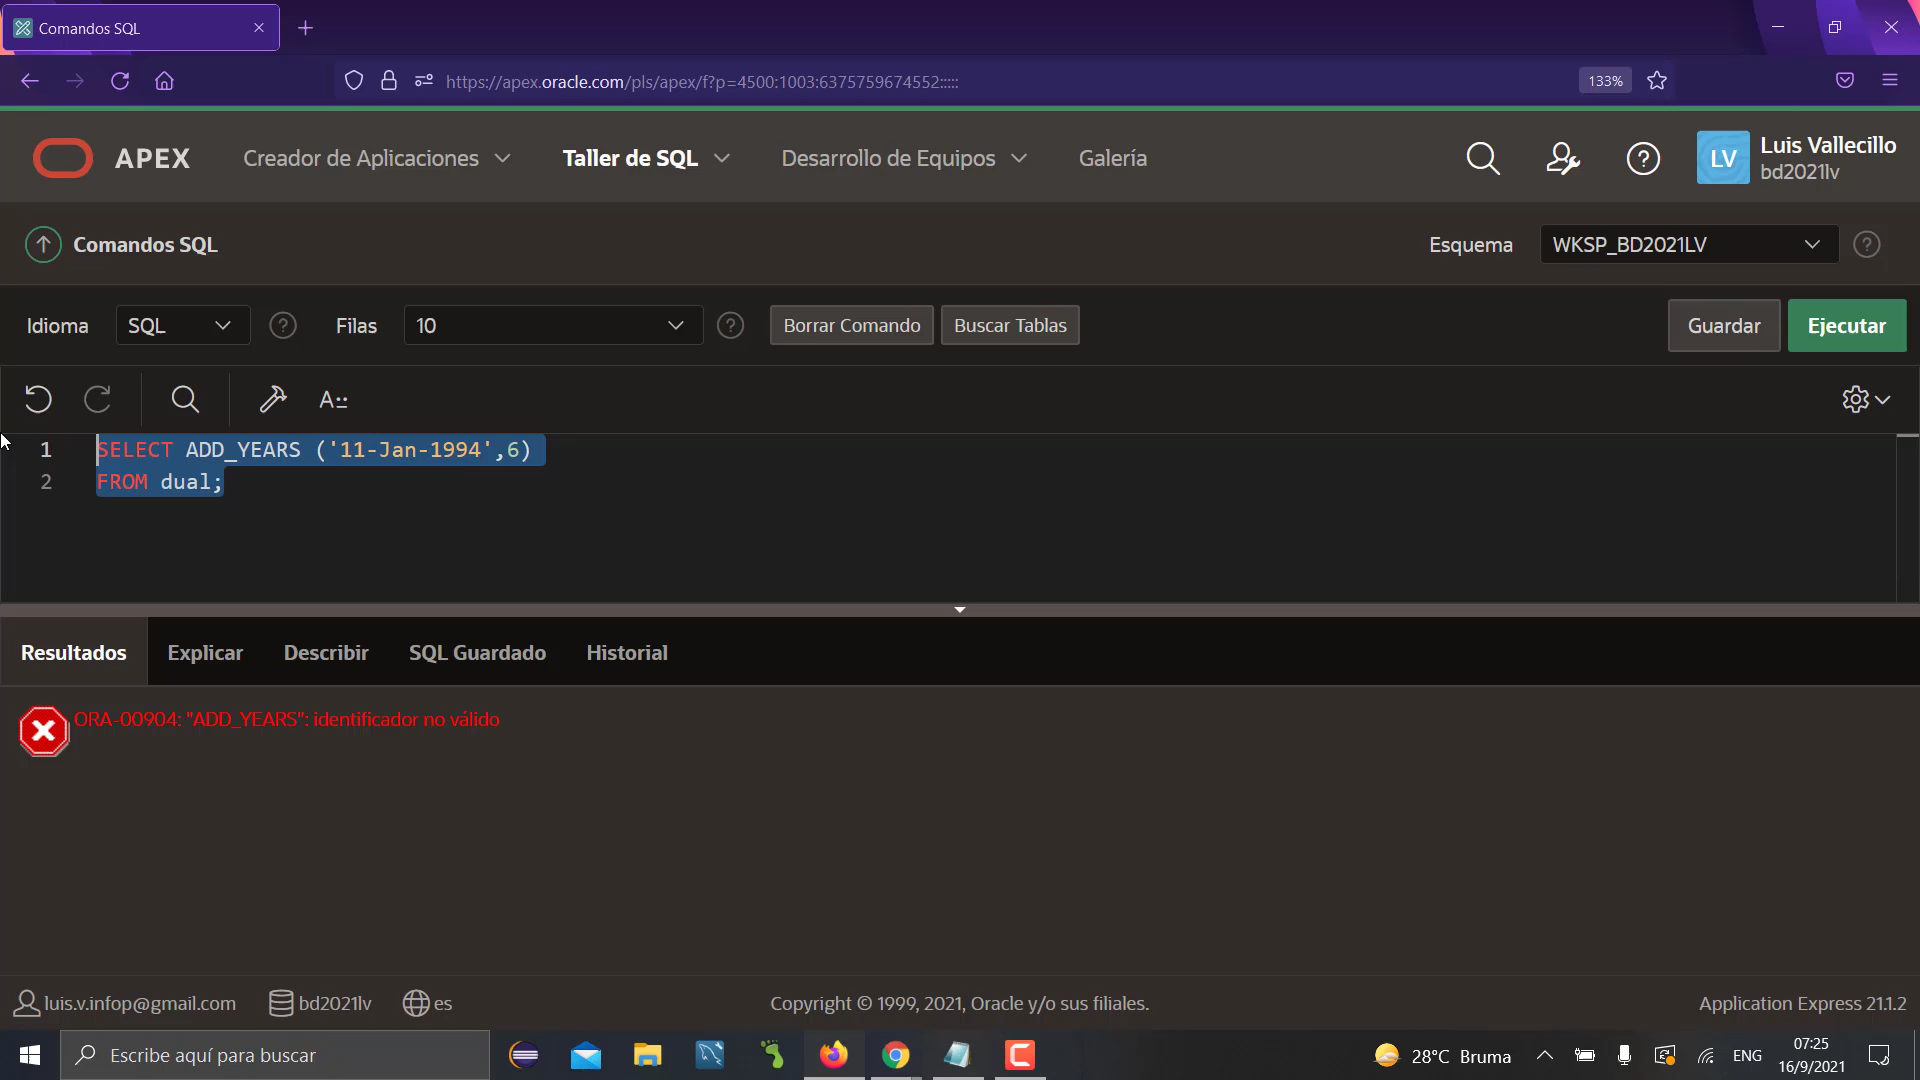 Comandos SQL
https://apex.oracle.com/pls/apex/f?p=4500:1003:6375759674552:::::
133%
APEX
Creador de Aplicaciones
Taller de SQL
Desarrollo de Equipos
Galería
LV
Luis Vallecillo
bd2021lv
Comandos SQL
Esquema
WKSP_BD2021LV
Idioma
SQL
Filas
10
Borrar Comando
Buscar Tablas
Guardar
Ejecutar
A::
1 SELECT ADD_YEARS ('11-Jan-1994',6)
2 FROM dual;
Resultados
Explicar
Describir
SQL Guardado
Historial
ORA-00904: "ADD_YEARS": identificador no válido
luis.v.infop@gmail.com
bd2021lv
es
Copyright © 1999, 2021, Oracle y/o sus filiales.
Application Express 21.1.2
Escribe aquí para buscar
28°C Bruma
ENG
07:25
16/9/2021